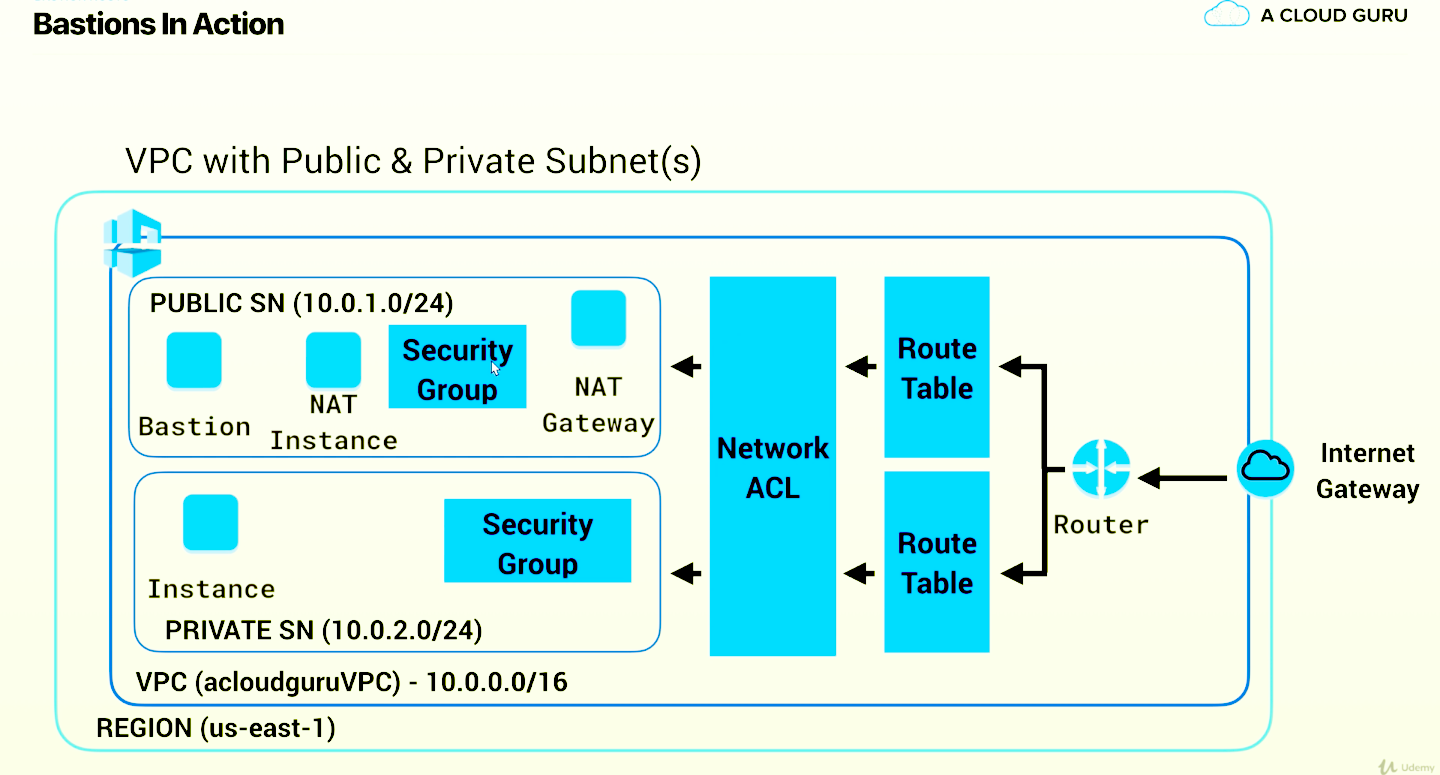 Bastions In Action
A CLOUD GURU
VPC with Public & Private Subnet(s)
PUBLIC SN (10.0.1.0/24)
Security
Group
Bastion
NAT
Instance
NAT
Gateway
Instance
Security
Group
PRIVATE SN (10.0.2.0/24)
Network
ACL
Route
Table
Route
Table
Router
Internet
Gateway
VPC (acloudguruVPC) - 10.0.0.0/16
REGION (us-east-1)
Udemy